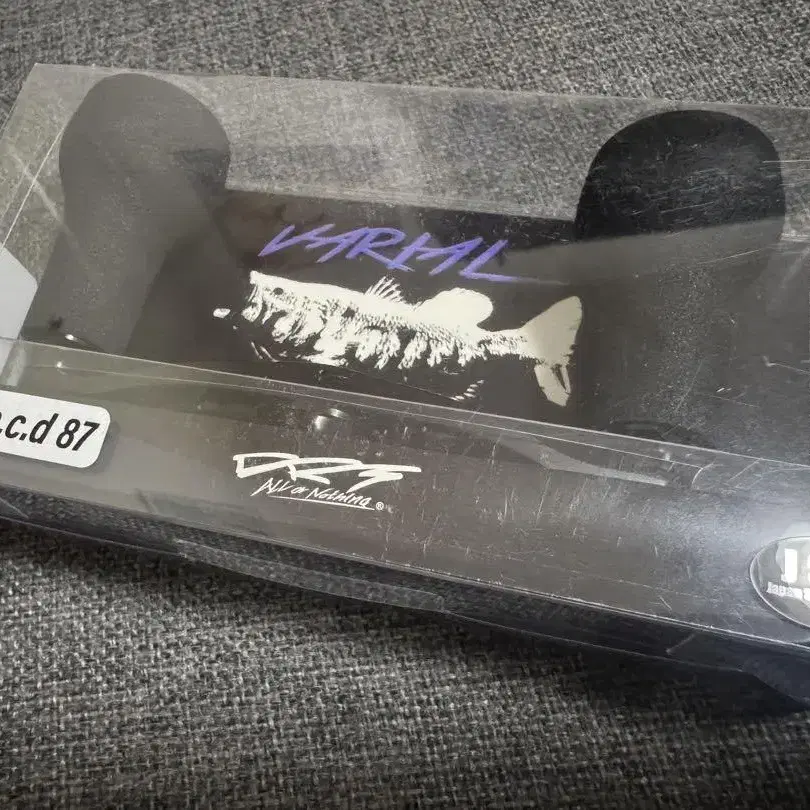 VARIAL
.c.d 87
DRT
All or Nothing ®